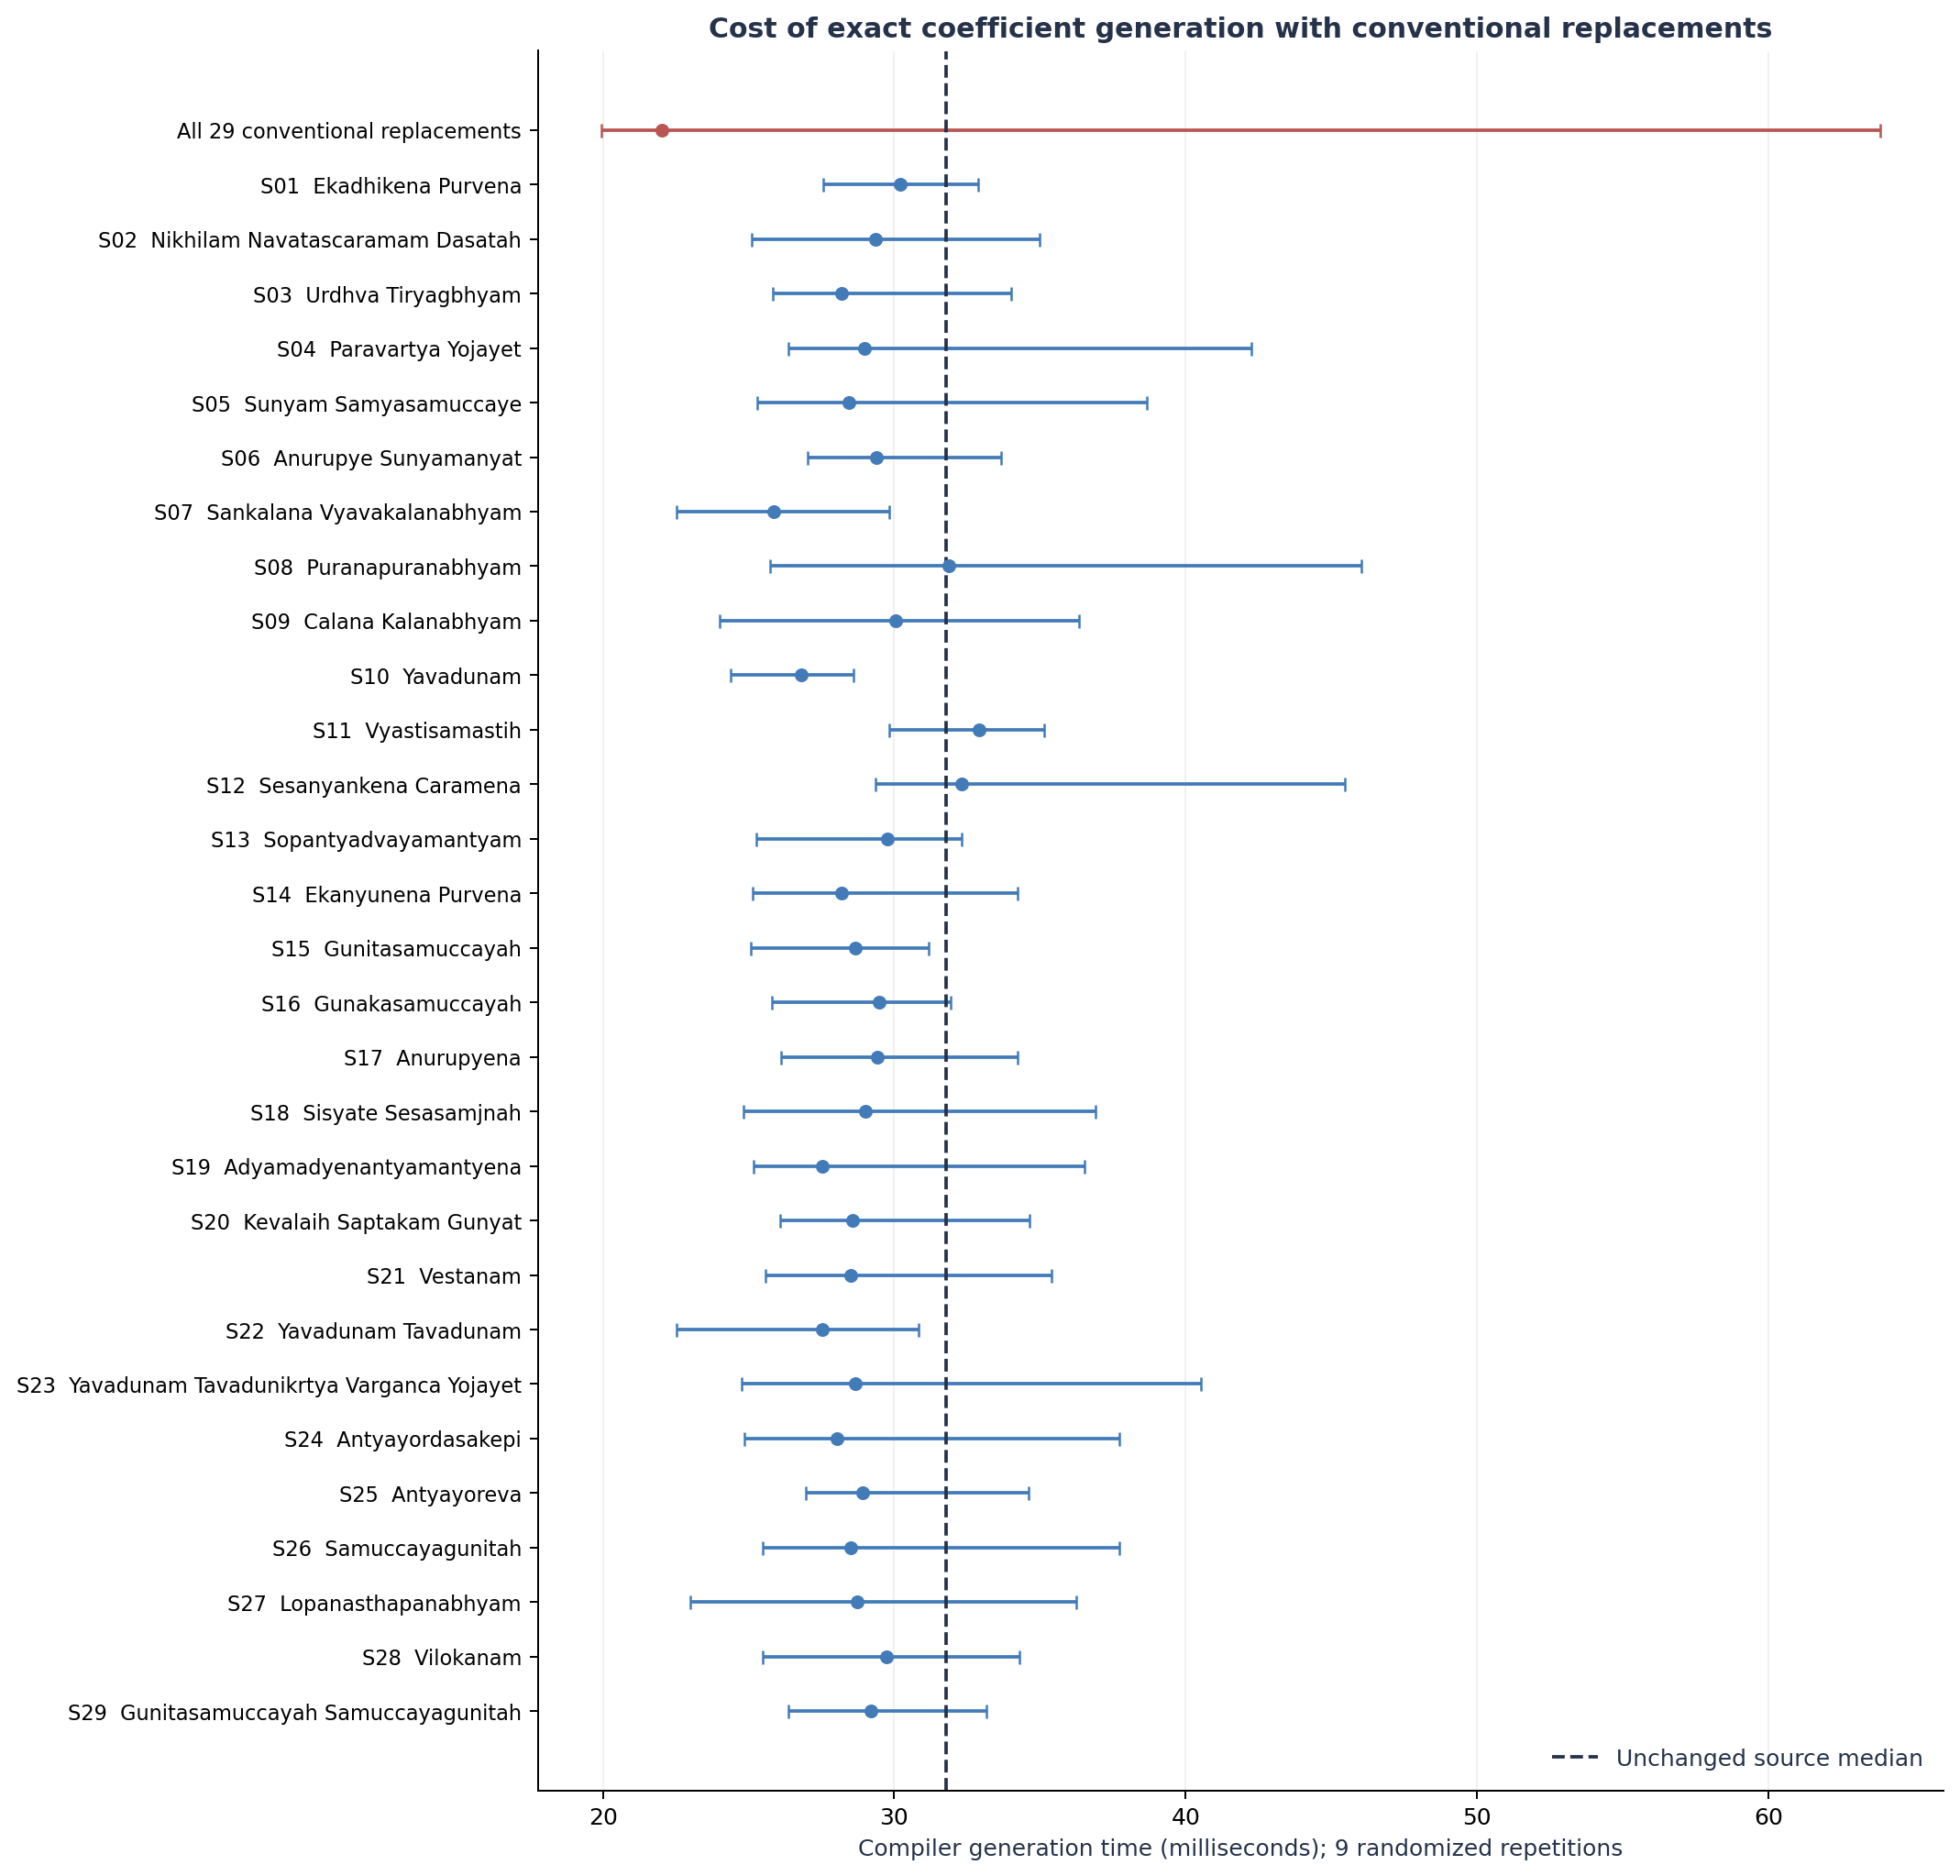 Cost of exact coefficient generation with conventional replacements
All 29 conventional replacements
S01 Ekadhikena Purvena
S02 Nikhilam Navatascaramam Dasatah
S03 Urdhva Tiryagbhyam
S04 Paravartya Yojayet
S05 Sunyam Samyasamuccaye
S06 Anurupye Sunyamanyat
S07 Sankalana Vyavakalanabhyam
S08 Puranapuranabhyam
S09 Calana Kalanabhyam
S10 Yavadunam
S11 Vyastisamastih
S12 Sesanyankena Caramena
S13 Sopantyadvayamantyam
S14 Ekanyunena Purvena
S15 Gunitasamuccayah
S16 Gunakasamuccayah
S17 Anurupyena
S18 Sisyate Sesasamjnah
S19 Adyamadyenantyamantyena
S20 Kevalaih Saptakam Gunyat
S21 Vestanam
S22 Yavadunam Tavadunam
S23 Yavadunam Tavadunikrtya Varganca Yojayet
S24 Antyayordasakepi
S25 Antyayoreva
S26 Samuccayagunitah
S27 Lopanasthapanabhyam
S28 Vilokanam
S29 Gunitasamuccayah Samuccayagunitah
Unchanged source median
20 30 40 50 60
Compiler generation time (milliseconds); 9 randomized repetitions